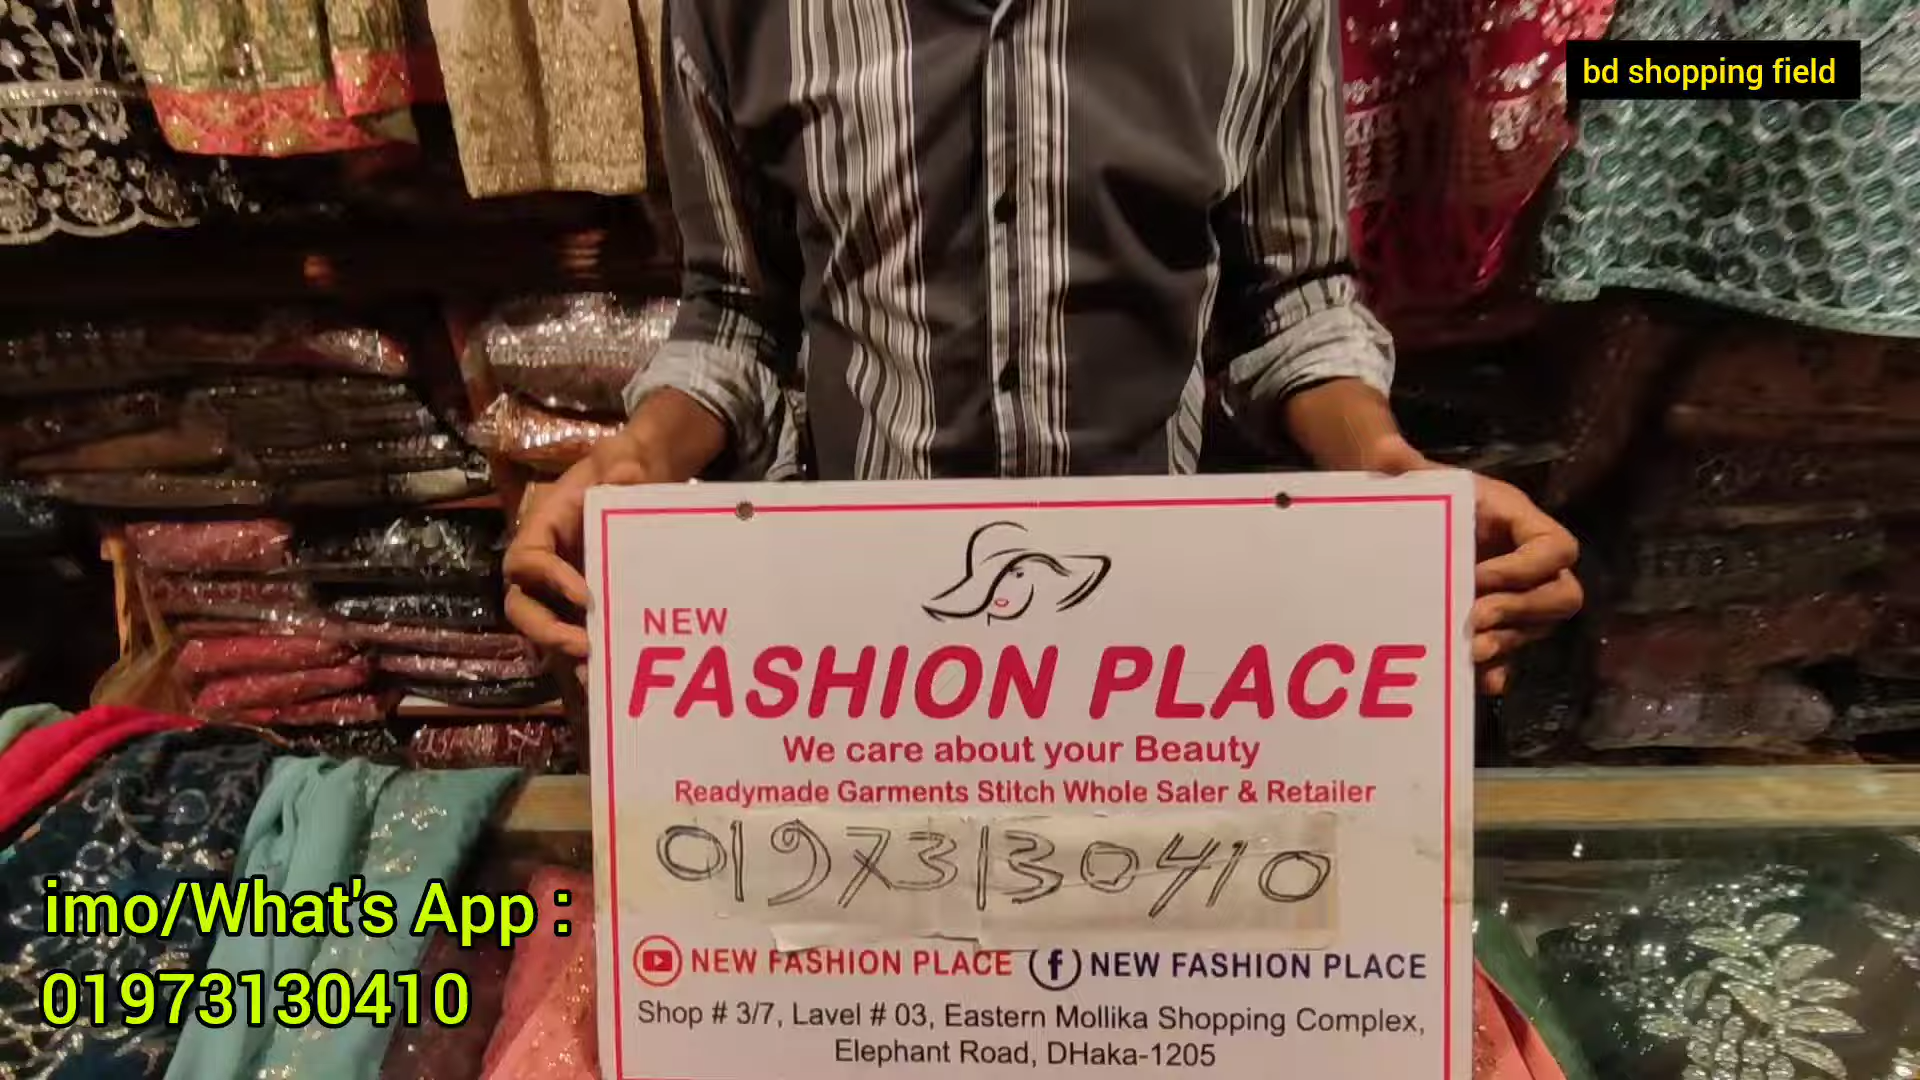 bd shopping field
NEW
FASHION PLACE
We care about your Beauty
Readymade Garments Stitch Whole Saler & Retailer
01973130410
NEW FASHION PLACE f NEW FASHION PLACE
Shop # 3/7, Lavel # 03, Eastern Mollika Shopping Complex,
Elephant Road, DHaka-1205
imo/What's App :
01973130410